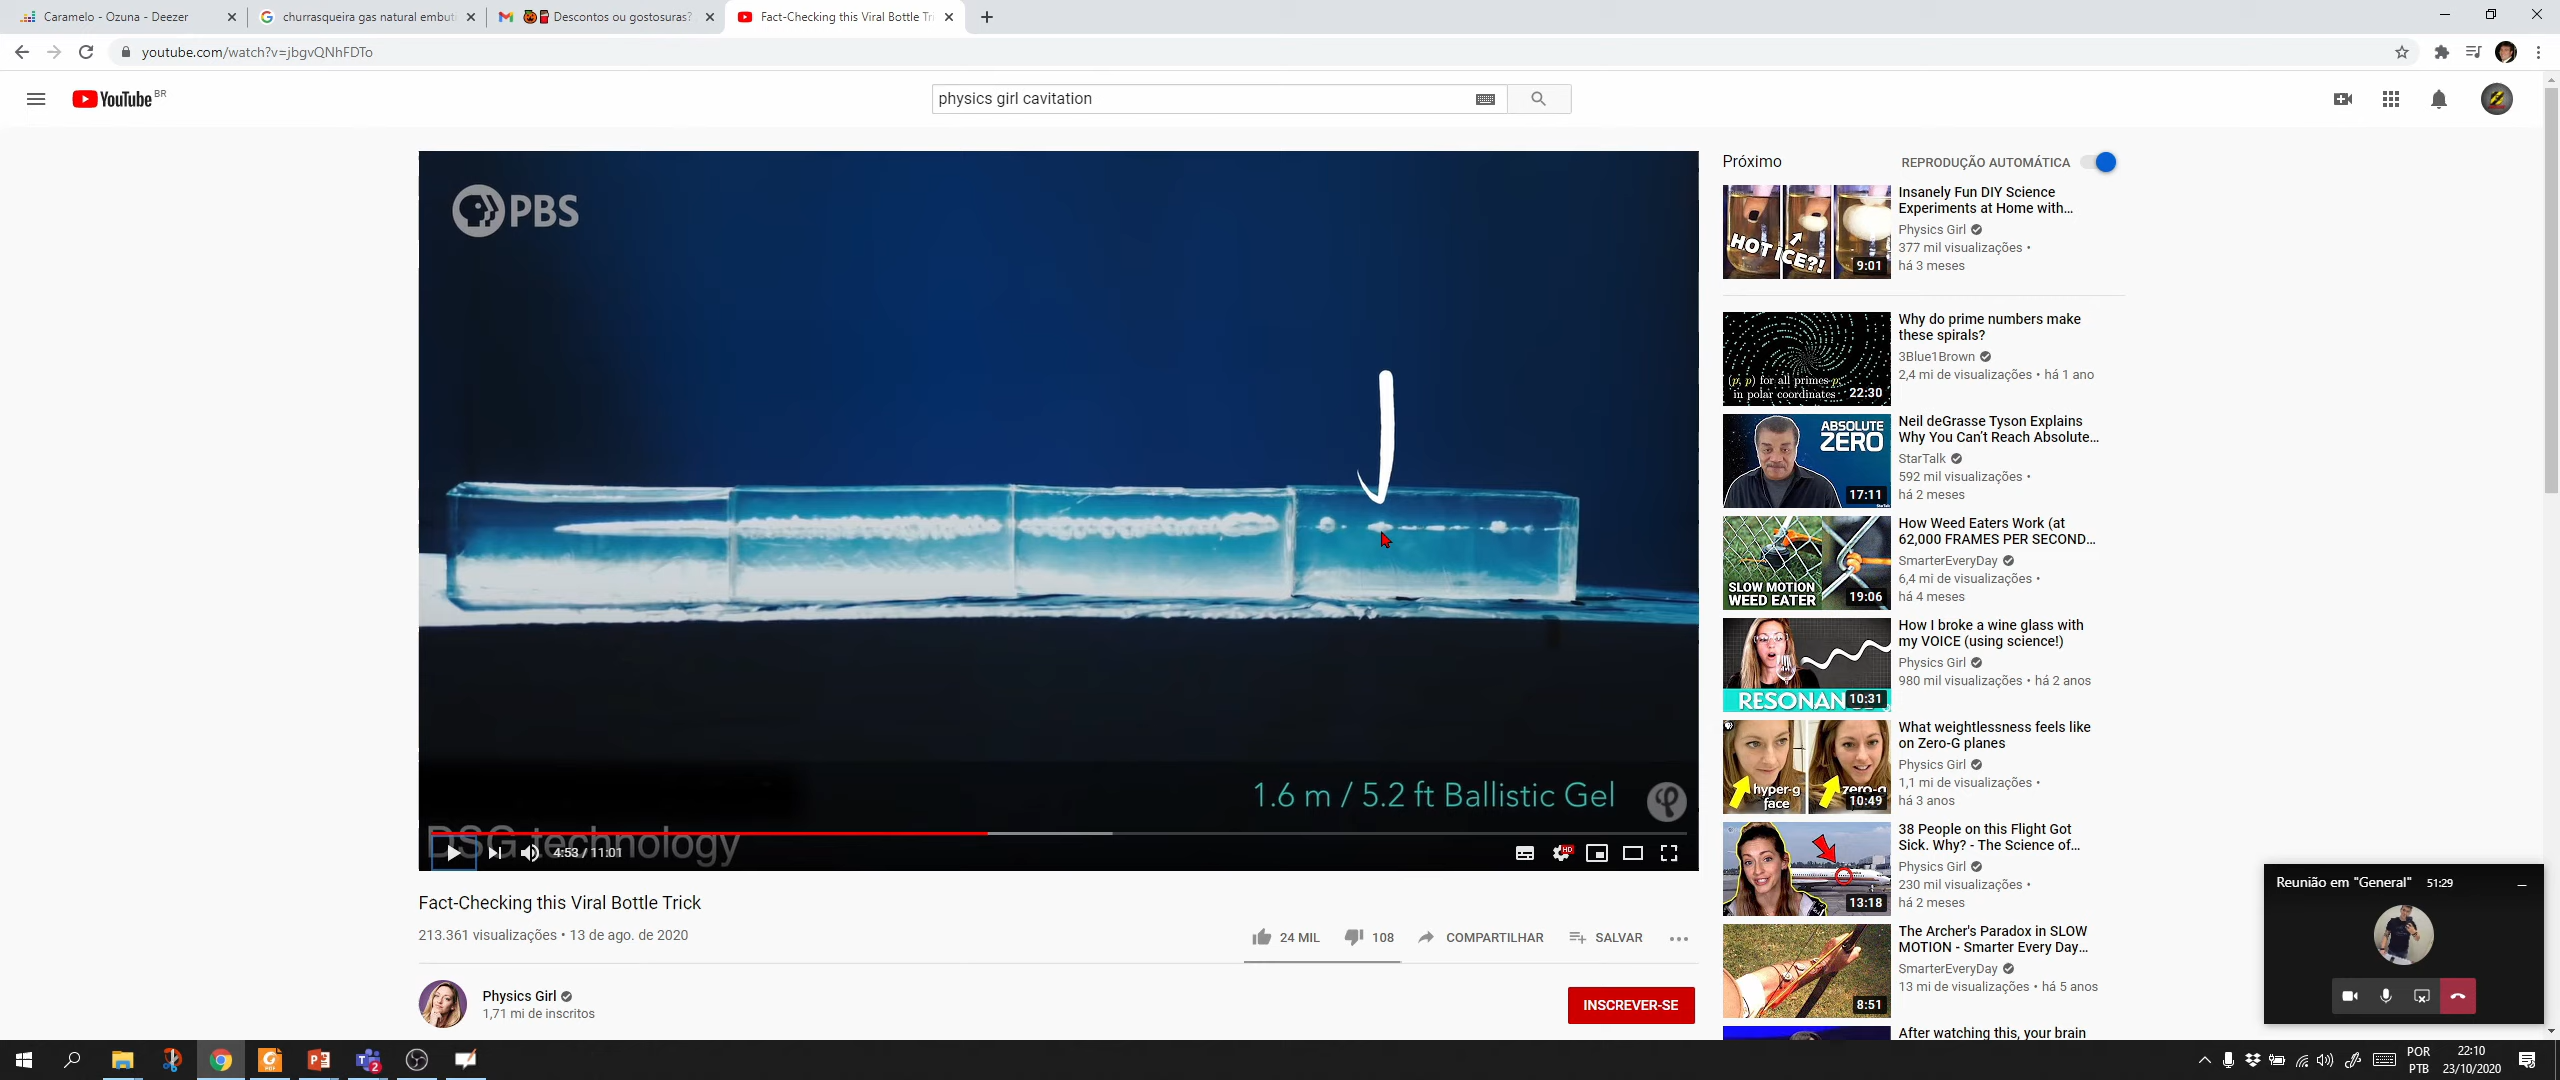 Caramelo - Ozuna - Deezer
churrasqueira gas natural embut
Descontos ou gostosuras?
Fact-Checking this Viral Bottle Tri
youtube.com/watch?v=jbgvQNhFDTo
YouTube BR
physics girl cavitation
PBS
1.6 m / 5.2 ft Ballistic Gel
DSG technology
4:53 / 11:01
HD
Fact-Checking this Viral Bottle Trick
213.361 visualizações • 13 de ago. de 2020
24 MIL
108
COMPARTILHAR
SALVAR
Physics Girl
1,71 mi de inscritos
INSCREVER-SE
Próximo
REPRODUÇÃO AUTOMÁTICA
HOT ICE?!
9:01
Insanely Fun DIY Science
Experiments at Home with...
Physics Girl
377 mil visualizações •
há 3 meses
(p, p) for all primes p,
in polar coordinates
22:30
Why do prime numbers make
these spirals?
3Blue1Brown
2,4 mi de visualizações • há 1 ano
ABSOLUTE
ZERO
17:11
Neil deGrasse Tyson Explains
Why You Can't Reach Absolute...
StarTalk
592 mil visualizações •
há 2 meses
SLOW MOTION
WEED EATER
19:06
How Weed Eaters Work (at
62,000 FRAMES PER SECOND...
SmarterEveryDay
6,4 mi de visualizações •
há 4 meses
RESONAN
10:31
How I broke a wine glass with
my VOICE (using science!)
Physics Girl
980 mil visualizações • há 2 anos
hyper-g
face
zero-g
10:49
What weightlessness feels like
on Zero-G planes
Physics Girl
1,1 mi de visualizações •
há 3 anos
13:18
38 People on this Flight Got
Sick. Why? - The Science of...
Physics Girl
230 mil visualizações •
há 2 meses
8:51
The Archer's Paradox in SLOW
MOTION - Smarter Every Day...
SmarterEveryDay
13 mi de visualizações • há 5 anos
After watching this, your brain
Reunião em "General" 51:29
POR
PTB
22:10
23/10/2020